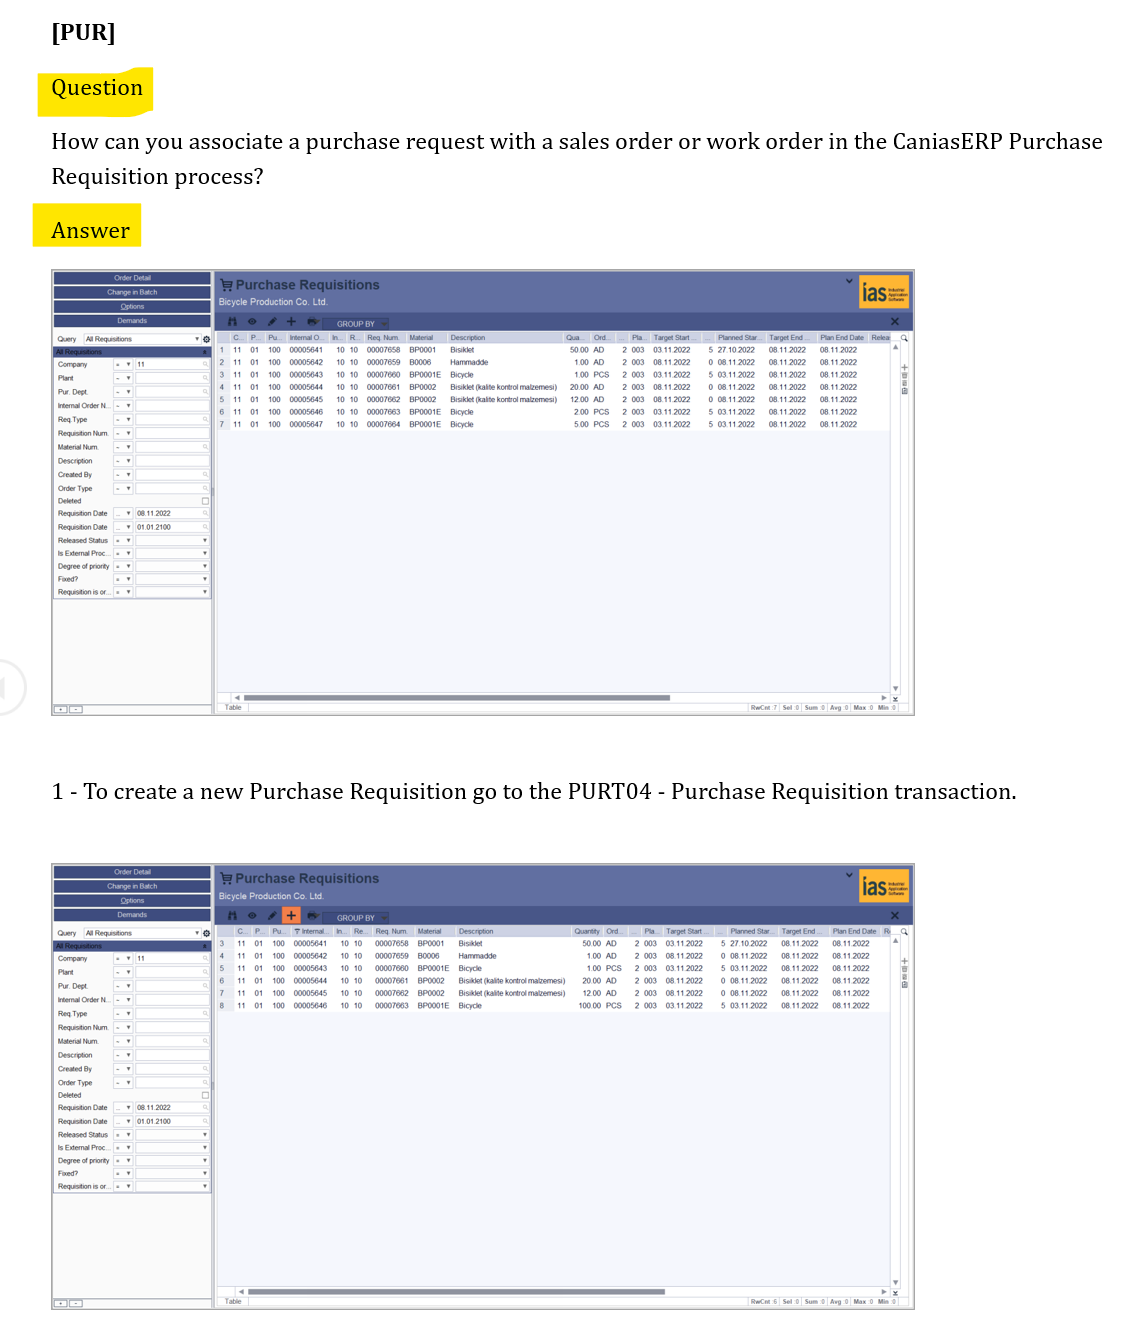 [PUR]
Question
How can you associate a purchase request with a sales order or work order in the CaniasERP Purchase
Requisition process?
Answer
Order Detail
Change in Batch
Options
Demands
Query All Requisitions
All Requisitions
Company = 11
Plant
Pur. Dept.
Internal Order N...
Req.Type
Requisition Num.
Material Num.
Description
Created By
Order Type
Deleted
Requisition Date ... 08.11.2022
Requisition Date ... 01.01.2100
Released Status =
Is External Proc... =
Degree of priority =
Fixed? =
Requisition is or... =
Purchase Requisitions
Bicycle Production Co. Ltd.
ias Industrial Application Software
GROUP BY
C... P... Pu... Internal O... In... R... Req. Num. Material Description Qua... Ord... ... Pla... Target Start ... ... Planned Star... Target End ... Plan End Date Relea
1 11 01 100 00005641 10 10 00007658 BP0001 Bisiklet 50.00 AD 2 003 03.11.2022 5 27.10.2022 08.11.2022 08.11.2022
2 11 01 100 00005642 10 10 00007659 B0006 Hammadde 1.00 AD 2 003 08.11.2022 0 08.11.2022 08.11.2022 08.11.2022
3 11 01 100 00005643 10 10 00007660 BP0001E Bicycle 1.00 PCS 2 003 03.11.2022 5 03.11.2022 08.11.2022 08.11.2022
4 11 01 100 00005644 10 10 00007661 BP0002 Bisiklet (kalite kontrol malzemesi) 20.00 AD 2 003 08.11.2022 0 08.11.2022 08.11.2022 08.11.2022
5 11 01 100 00005645 10 10 00007662 BP0002 Bisiklet (kalite kontrol malzemesi) 12.00 AD 2 003 08.11.2022 0 08.11.2022 08.11.2022 08.11.2022
6 11 01 100 00005646 10 10 00007663 BP0001E Bicycle 2.00 PCS 2 003 03.11.2022 5 03.11.2022 08.11.2022 08.11.2022
7 11 01 100 00005647 10 10 00007664 BP0001E Bicycle 5.00 PCS 2 003 03.11.2022 5 03.11.2022 08.11.2022 08.11.2022
Table
RwCnt 7 Sel 0 Sum 0 Avg 0 Max 0 Min 0
1 - To create a new Purchase Requisition go to the PURT04 - Purchase Requisition transaction.
Order Detail
Change in Batch
Options
Demands
Query All Requisitions
All Requisitions
Company = 11
Plant
Pur. Dept.
Internal Order N...
Req.Type
Requisition Num.
Material Num.
Description
Created By
Order Type
Deleted
Requisition Date ... 08.11.2022
Requisition Date ... 01.01.2100
Released Status =
Is External Proc... =
Degree of priority =
Fixed? =
Requisition is or... =
Purchase Requisitions
Bicycle Production Co. Ltd.
ias Industrial Application Software
GROUP BY
C... P... Pu... Internal... In... Re... Req. Num. Material Description Quantity Ord... ... Pla... Target Start ... ... Planned Star... Target End ... Plan End Date R
3 11 01 100 00005641 10 10 00007658 BP0001 Bisiklet 50.00 AD 2 003 03.11.2022 5 27.10.2022 08.11.2022 08.11.2022
4 11 01 100 00005642 10 10 00007659 B0006 Hammadde 1.00 AD 2 003 08.11.2022 0 08.11.2022 08.11.2022 08.11.2022
5 11 01 100 00005643 10 10 00007660 BP0001E Bicycle 1.00 PCS 2 003 03.11.2022 5 03.11.2022 08.11.2022 08.11.2022
6 11 01 100 00005644 10 10 00007661 BP0002 Bisiklet (kalite kontrol malzemesi) 20.00 AD 2 003 08.11.2022 0 08.11.2022 08.11.2022 08.11.2022
7 11 01 100 00005645 10 10 00007662 BP0002 Bisiklet (kalite kontrol malzemesi) 12.00 AD 2 003 08.11.2022 0 08.11.2022 08.11.2022 08.11.2022
8 11 01 100 00005646 10 10 00007663 BP0001E Bicycle 100.00 PCS 2 003 03.11.2022 5 03.11.2022 08.11.2022 08.11.2022
Table
RwCnt 6 Sel 0 Sum 0 Avg 0 Max 0 Min 0